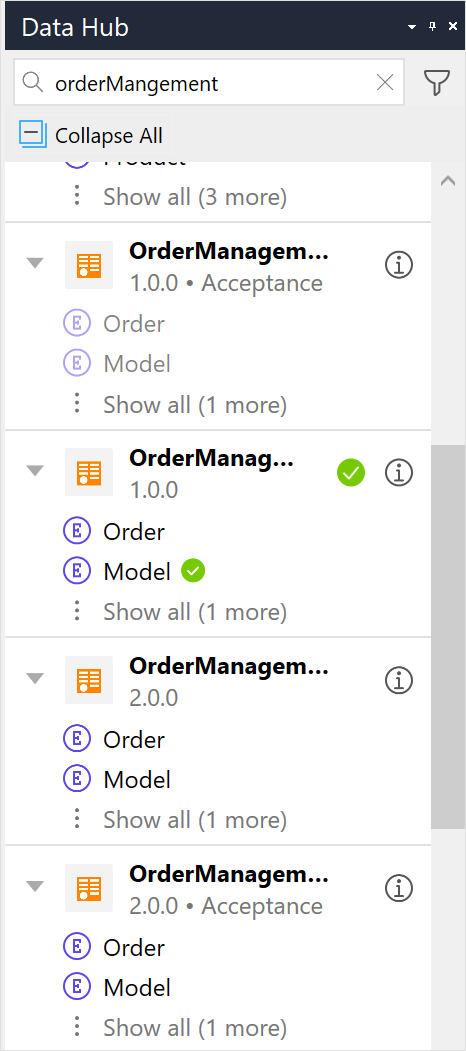 Data Hub
orderMangement
Collapse All
Product
Show all (3 more)
OrderManagem...
1.0.0 • Acceptance
E Order
E Model
Show all (1 more)
OrderManag...
1.0.0
E Order
E Model
Show all (1 more)
OrderManagem...
2.0.0
E Order
E Model
Show all (1 more)
OrderManagem...
2.0.0 • Acceptance
E Order
E Model
Show all (1 more)